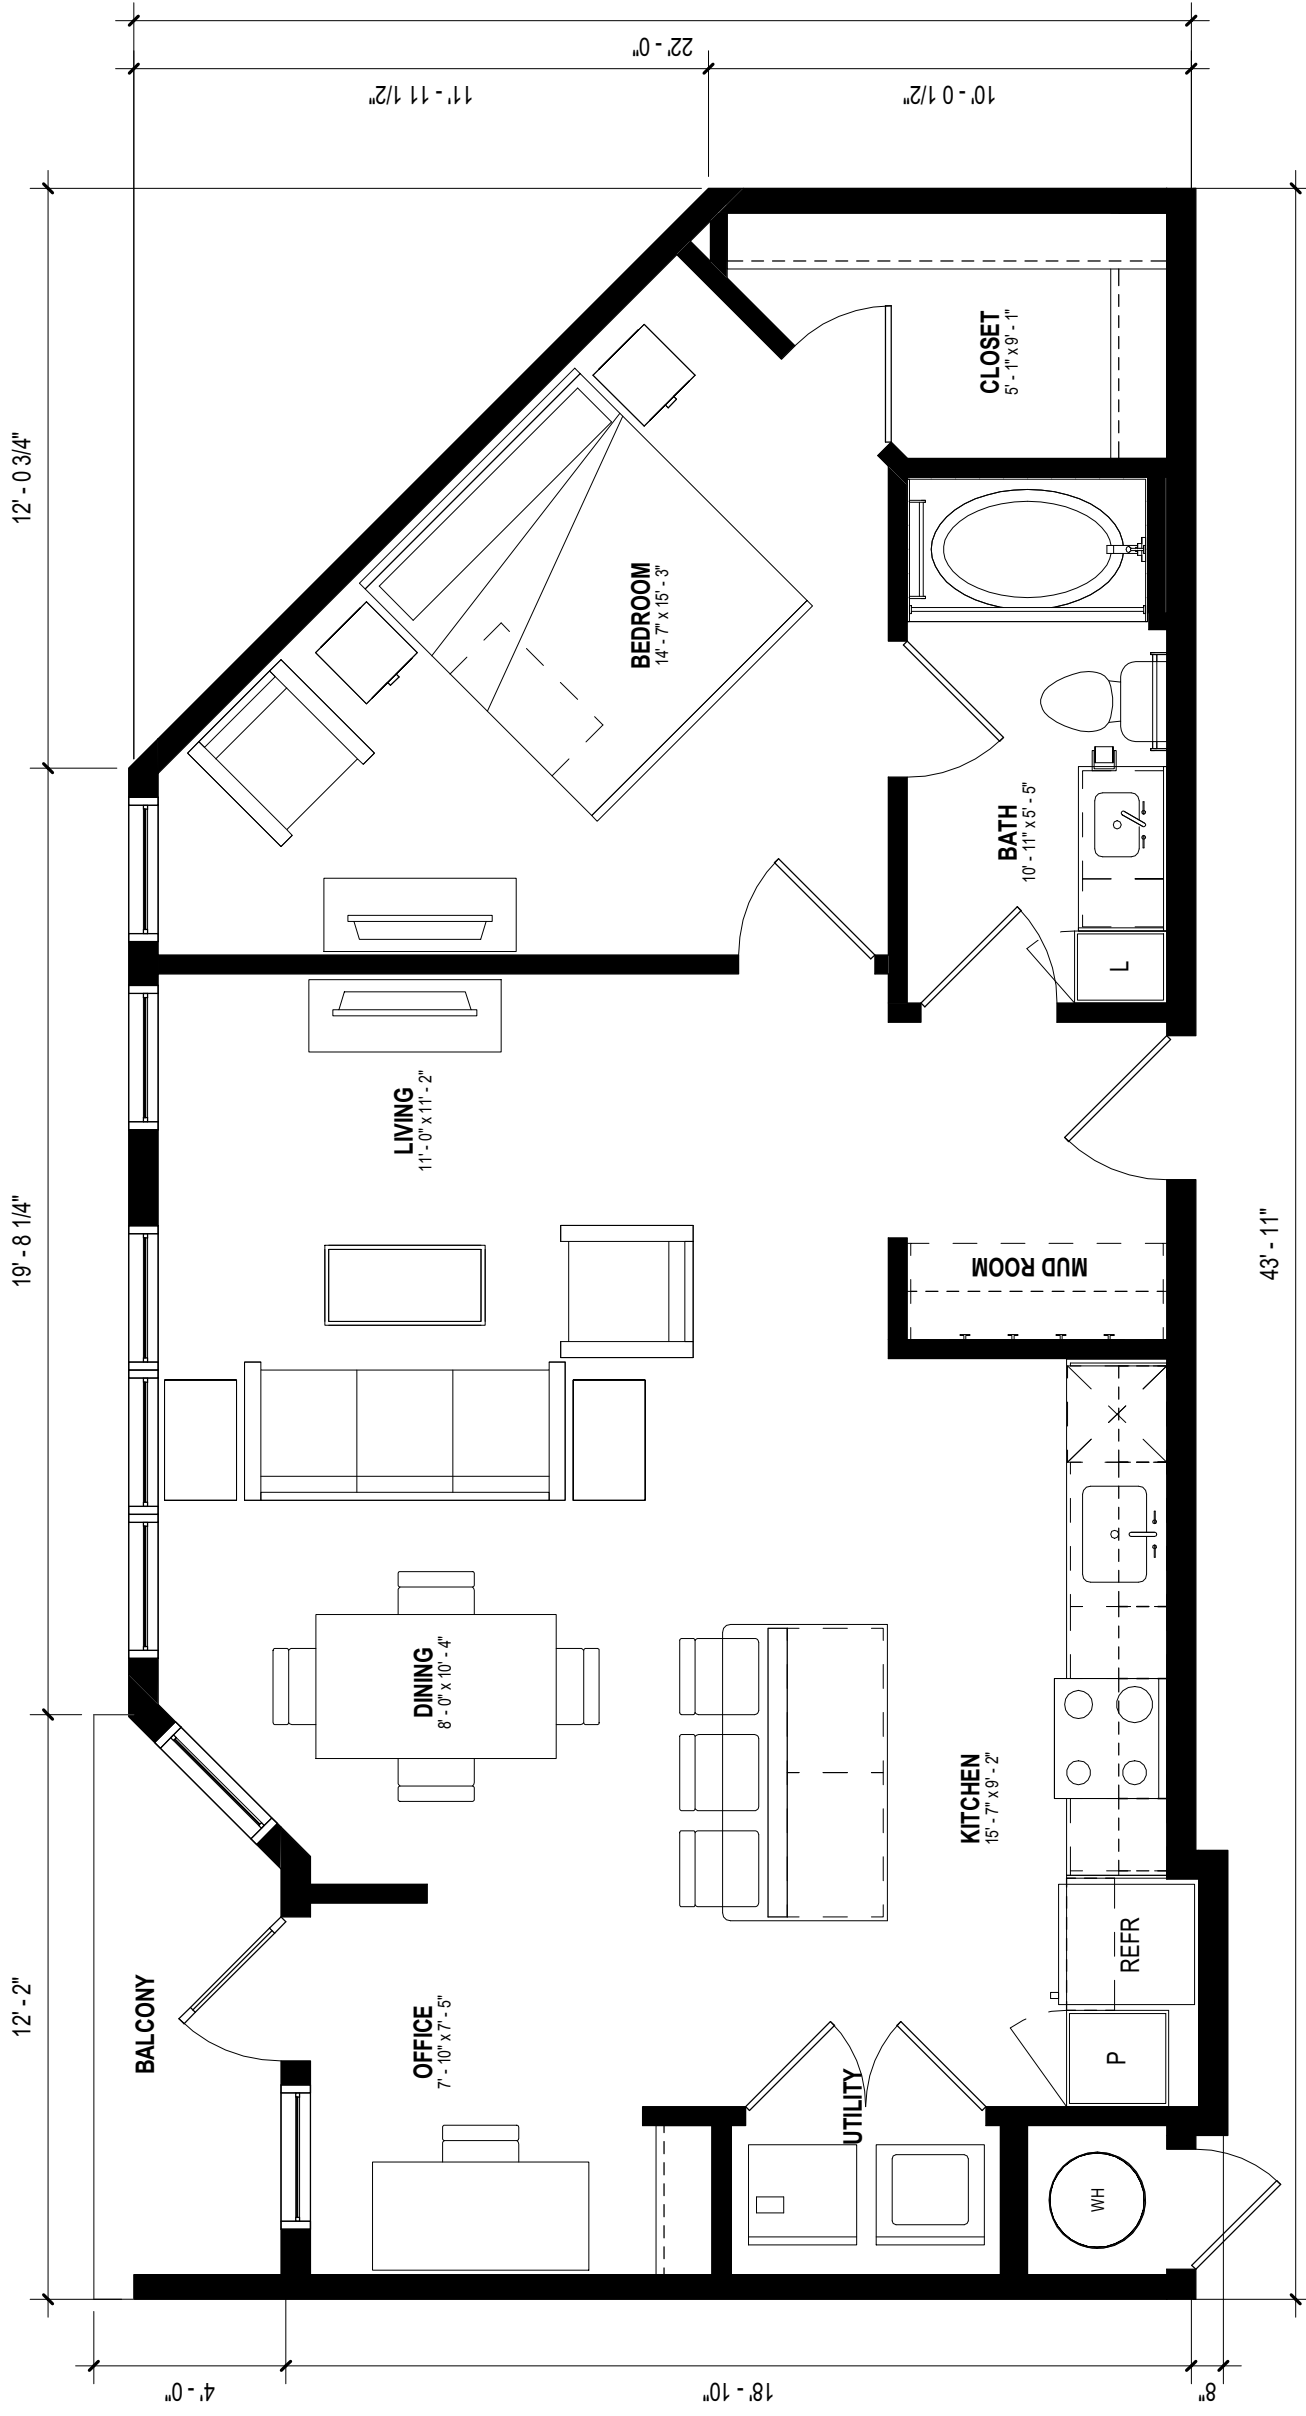 22' - 0"
11' - 11 1/2"
10' - 0 1/2"
12' - 0 3/4"
19' - 8 1/4"
12' - 2"
43' - 11"
4' - 0"
18' - 10"
8"
CLOSET
5' - 1" x 9' - 1"
BEDROOM
14' - 7" x 15' - 3"
BATH
10' - 11" x 5' - 5"
L
LIVING
11' - 0" x 11' - 2"
MUD ROOM
DINING
8' - 0" x 10' - 4"
KITCHEN
15' - 7" x 9' - 2"
REFR
P
BALCONY
OFFICE
7' - 10" x 7' - 5"
UTILITY
WH